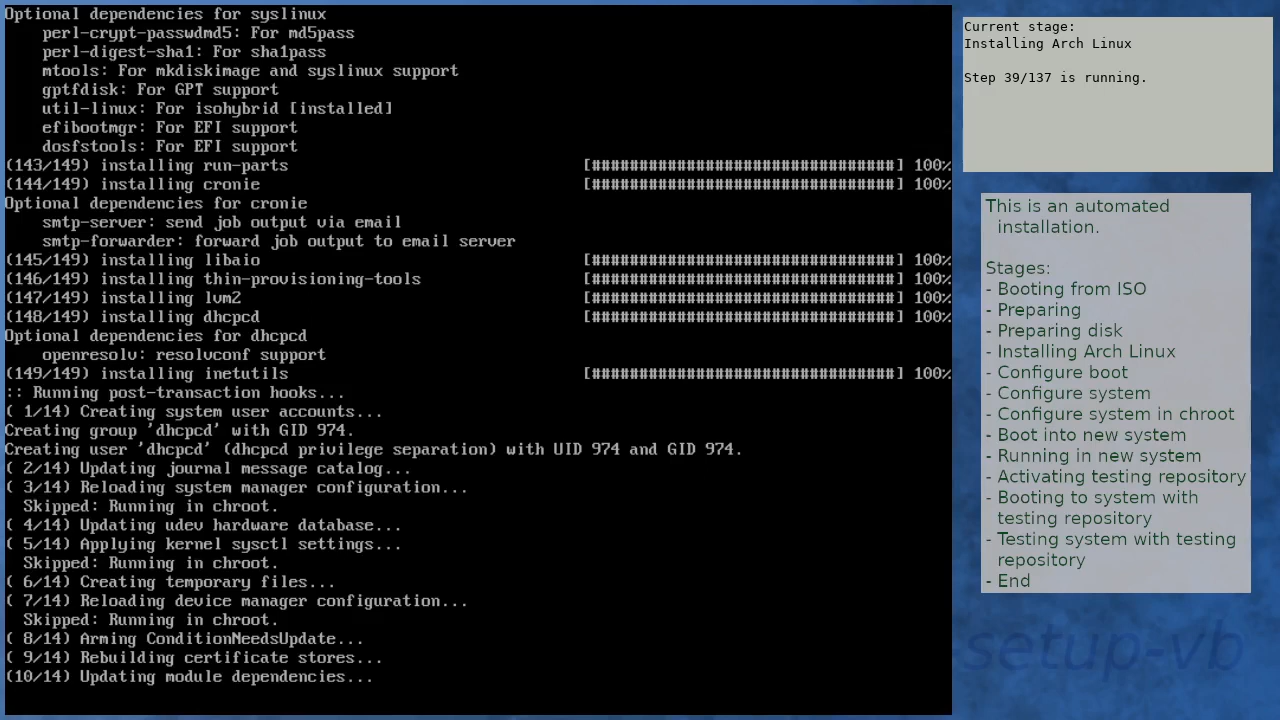 Optional dependencies for syslinux
    perl-crypt-passwdmd5: For md5pass
    perl-digest-sha1: For sha1pass
    mtools: For mkdiskimage and syslinux support
    gptfdisk: For GPT support
    util-linux: For isohybrid [installed]
    efibootmgr: For EFI support
    dosfstools: For EFI support
(143/149) installing run-parts [################################] 100%
(144/149) installing cronie [################################] 100%
Optional dependencies for cronie
    smtp-server: send job output via email
    smtp-forwarder: forward job output to email server
(145/149) installing libaio [################################] 100%
(146/149) installing thin-provisioning-tools [################################] 100%
(147/149) installing lvm2 [################################] 100%
(148/149) installing dhcpcd [################################] 100%
Optional dependencies for dhcpcd
    openresolv: resolvconf support
(149/149) installing inetutils [################################] 100%
:: Running post-transaction hooks...
( 1/14) Creating system user accounts...
Creating group 'dhcpcd' with GID 974.
Creating user 'dhcpcd' (dhcpcd privilege separation) with UID 974 and GID 974.
( 2/14) Updating journal message catalog...
( 3/14) Reloading system manager configuration...
  Skipped: Running in chroot.
( 4/14) Updating udev hardware database...
( 5/14) Applying kernel sysctl settings...
  Skipped: Running in chroot.
( 6/14) Creating temporary files...
( 7/14) Reloading device manager configuration...
  Skipped: Running in chroot.
( 8/14) Arming ConditionNeedsUpdate...
( 9/14) Rebuilding certificate stores...
(10/14) Updating module dependencies...
Current stage:
Installing Arch Linux
Step 39/137 is running.
This is an automated
installation.
Stages:
- Booting from ISO
- Preparing
- Preparing disk
- Installing Arch Linux
- Configure boot
- Configure system
- Configure system in chroot
- Boot into new system
- Running in new system
- Activating testing repository
- Booting to system with
testing repository
- Testing system with testing
repository
- End
setup-vb